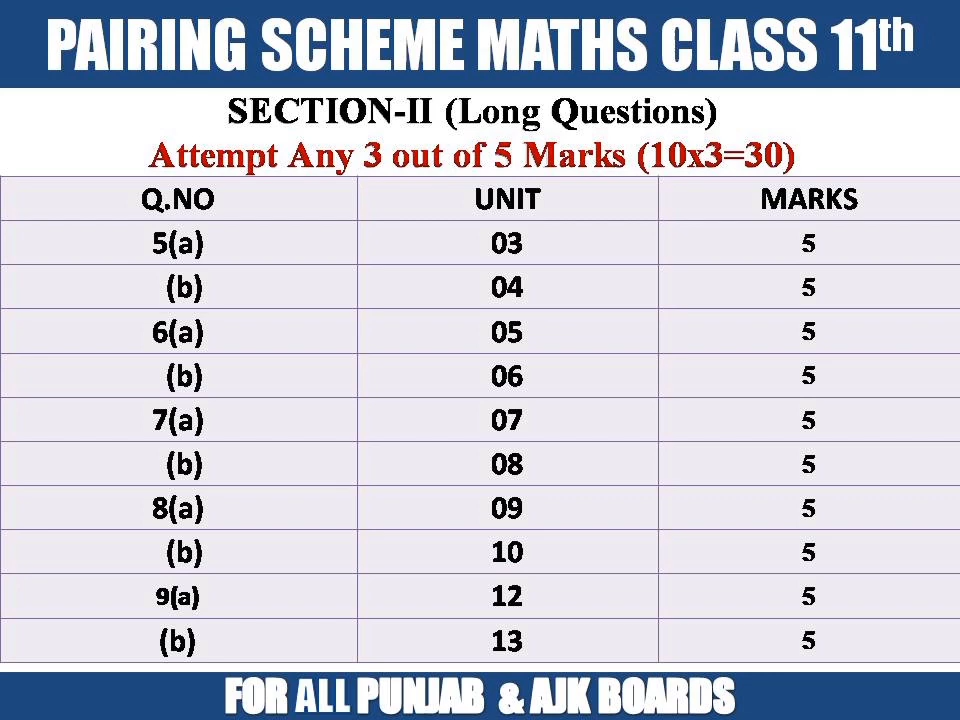 PAIRING SCHEME MATHS CLASS 11th
SECTION-II (Long Questions)
Attempt Any 3 out of 5 Marks (10x3=30)
Q.NO UNIT MARKS
5(a) 03 5
(b) 04 5
6(a) 05 5
(b) 06 5
7(a) 07 5
(b) 08 5
8(a) 09 5
(b) 10 5
9(a) 12 5
(b) 13 5
FOR ALL PUNJAB & AJK BOARDS